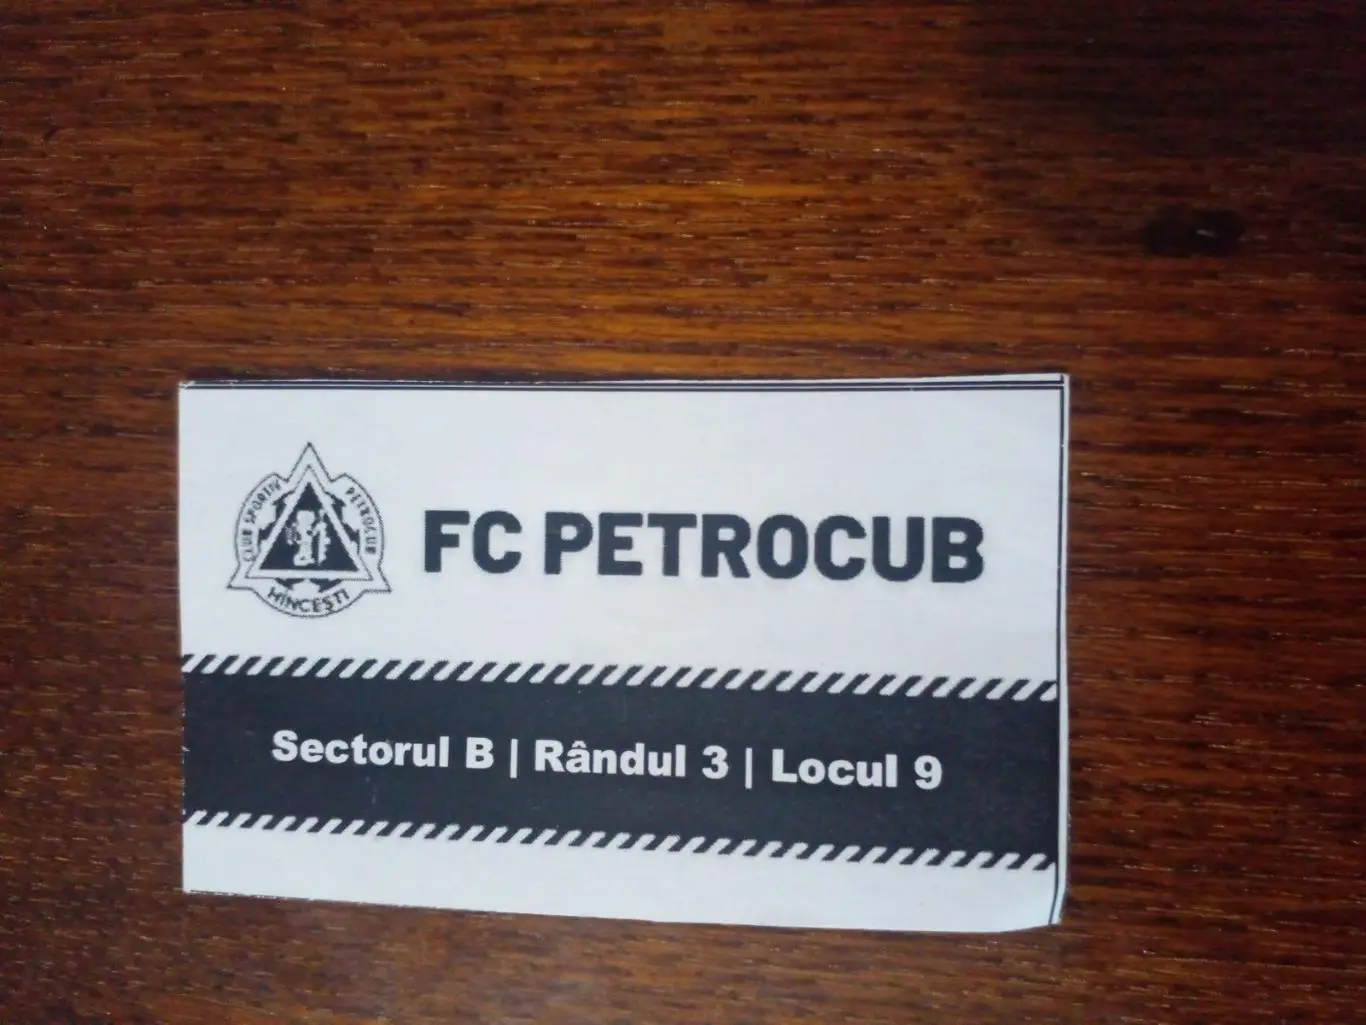 CLUB SPORTIV PETROCUB
HÎNCEȘTI
FC PETROCUB
Sectorul B | Rândul 3 | Locul 9